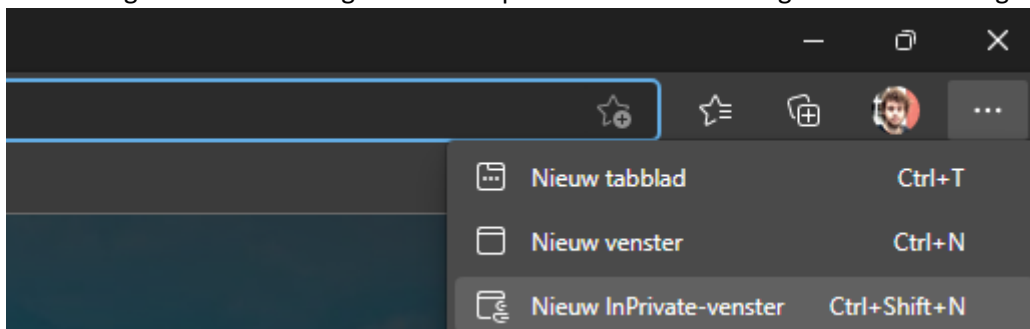 Nieuw tabblad Ctrl+T
Nieuw venster Ctrl+N
Nieuw InPrivate-venster Ctrl+Shift+N